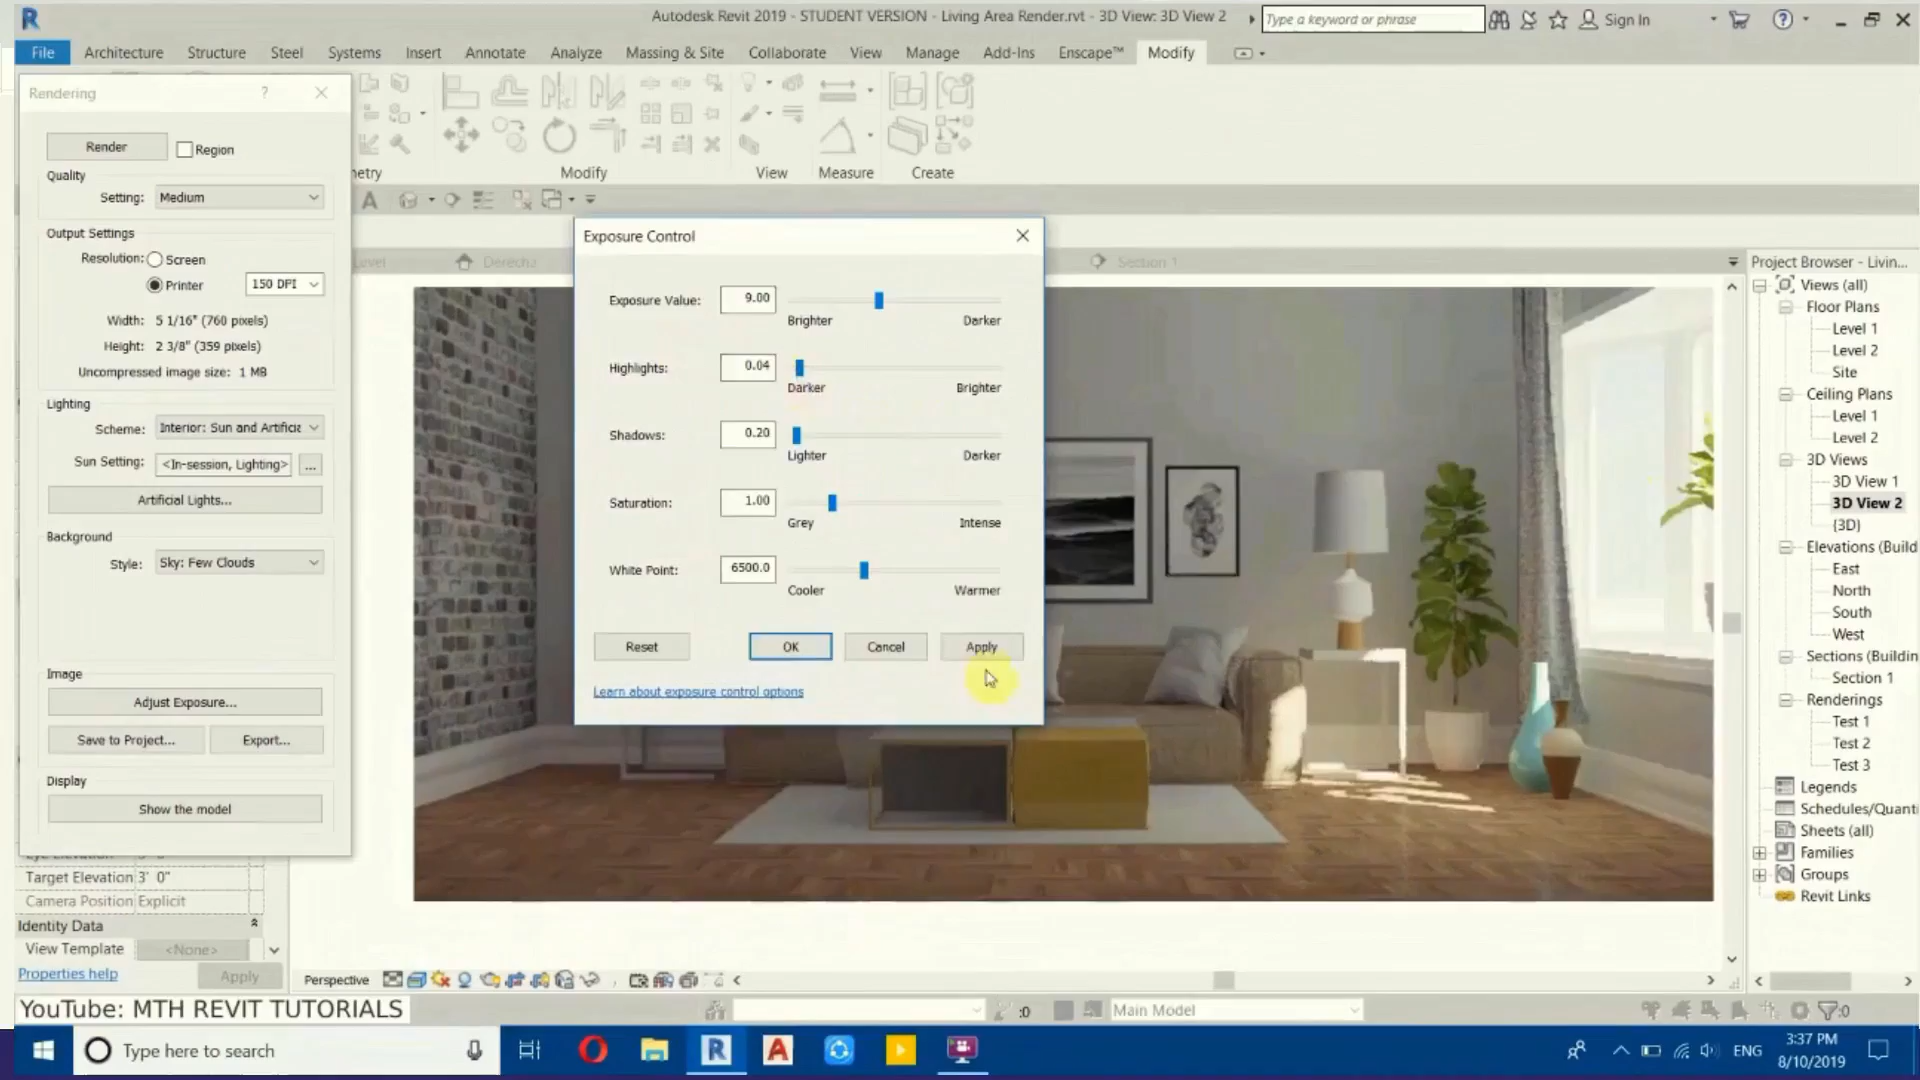 Autodesk Revit 2019 - STUDENT VERSION - Living Area Render.rvt - 3D View: 3D View 2
Type a keyword or phrase
Sign In
File Architecture Structure Steel Systems Insert Annotate Analyze Massing & Site Collaborate View Manage Add-Ins Enscape™ Modify
Modify View Measure Create
Rendering
?
Render
Region
Quality
Setting: Medium
Output Settings
Resolution: Screen
Printer 150 DPI
Width: 5 1/16" (760 pixels)
Height: 2 3/8" (359 pixels)
Uncompressed image size: 1 MB
Lighting
Scheme: Interior: Sun and Artificia
Sun Setting: <In-session, Lighting> ...
Artificial Lights...
Background
Style: Sky: Few Clouds
Image
Adjust Exposure...
Save to Project... Export...
Display
Show the model
Target Elevation 3' 0"
Camera Position Explicit
Identity Data
View Template <None>
Properties help Apply
Derecha
Section 1
Exposure Control
Exposure Value: 9.00
Brighter Darker
Highlights: 0.04
Darker Brighter
Shadows: 0.20
Lighter Darker
Saturation: 1.00
Grey Intense
White Point: 6500.0
Cooler Warmer
Reset OK Cancel Apply
Learn about exposure control options
Project Browser - Livin...
Views (all)
Floor Plans
Level 1
Level 2
Site
Ceiling Plans
Level 1
Level 2
3D Views
3D View 1
3D View 2
{3D}
Elevations (Build
East
North
South
West
Sections (Buildin
Section 1
Renderings
Test 1
Test 2
Test 3
Legends
Schedules/Quanti
Sheets (all)
Families
Groups
Revit Links
Perspective
YouTube: MTH REVIT TUTORIALS
:0
Main Model
:0
Type here to search
ENG
3:37 PM
8/10/2019